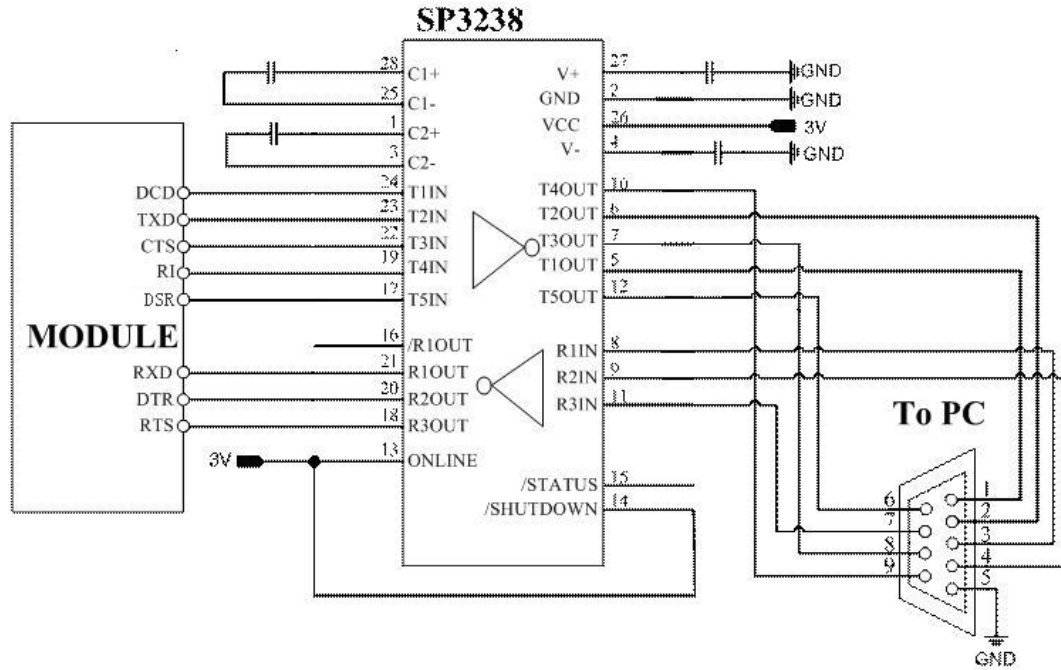 SP3238
28 C1+ V+ 27 GND
25 C1- GND 2 GND
1 C2+ VCC 26 3V
3 C2- V- 4 GND
DCD 24 T1IN T4OUT 10
TXD 23 T2IN T2OUT 6
CTS 22 T3IN T3OUT 7
RI 19 T4IN T1OUT 5
DSR 17 T5IN T5OUT 12
MODULE
16 /R1OUT R1IN 8
RXD 21 R1OUT R2IN 9
DTR 20 R2OUT R3IN 11
RTS 18 R3OUT
To PC
3V 13 ONLINE
/STATUS 15
/SHUTDOWN 14
6 1
7 2
8 3
9 4
5
GND